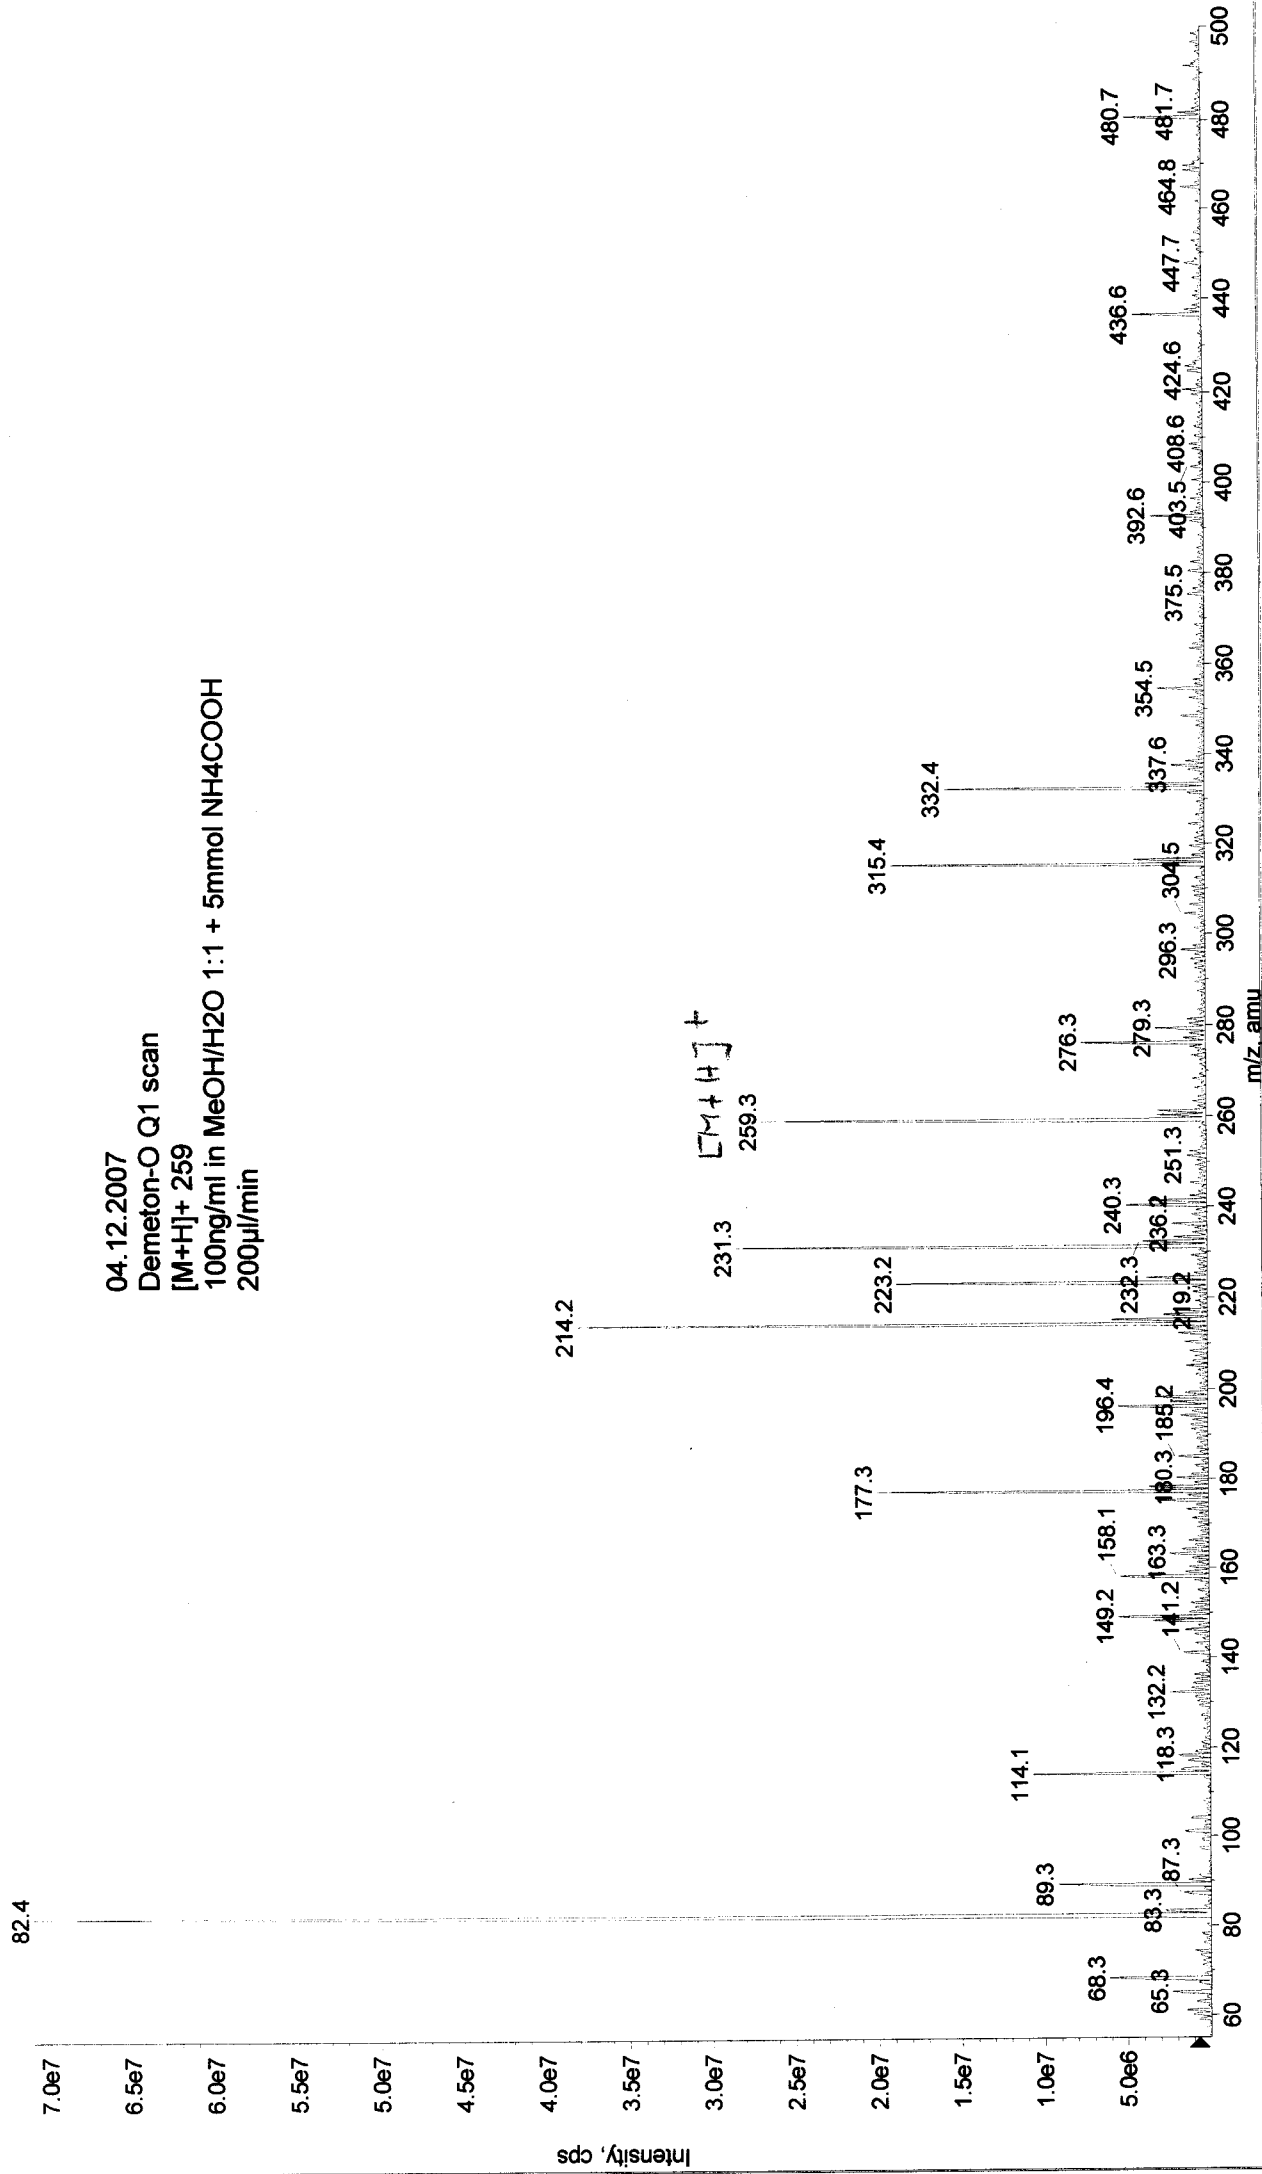 04.12.2007
Demeton-O Q1 scan
[M+H]+ 259
100ng/ml in MeOH/H2O 1:1 + 5mmol NH4COOH
200µl/min
[M+H]+
82.4
214.2
231.3
259.3
177.3
223.2
315.4
332.4
114.1
89.3
276.3
68.3
65.3
83.3
87.3
118.3
132.2
149.2
141.2
158.1
163.3
180.3
185.2
196.4
219.2
232.3
236.2
240.3
251.3
279.3
296.3
304.5
337.6
354.5
375.5
392.6
403.5
408.6
424.6
436.6
447.7
464.8
480.7
481.7
Intensity, cps
7.0e7
6.5e7
6.0e7
5.5e7
5.0e7
4.5e7
4.0e7
3.5e7
3.0e7
2.5e7
2.0e7
1.5e7
1.0e7
5.0e6
60 80 100 120 140 160 180 200 220 240 260 280 300 320 340 360 380 400 420 440 460 480 500
m/z, amu